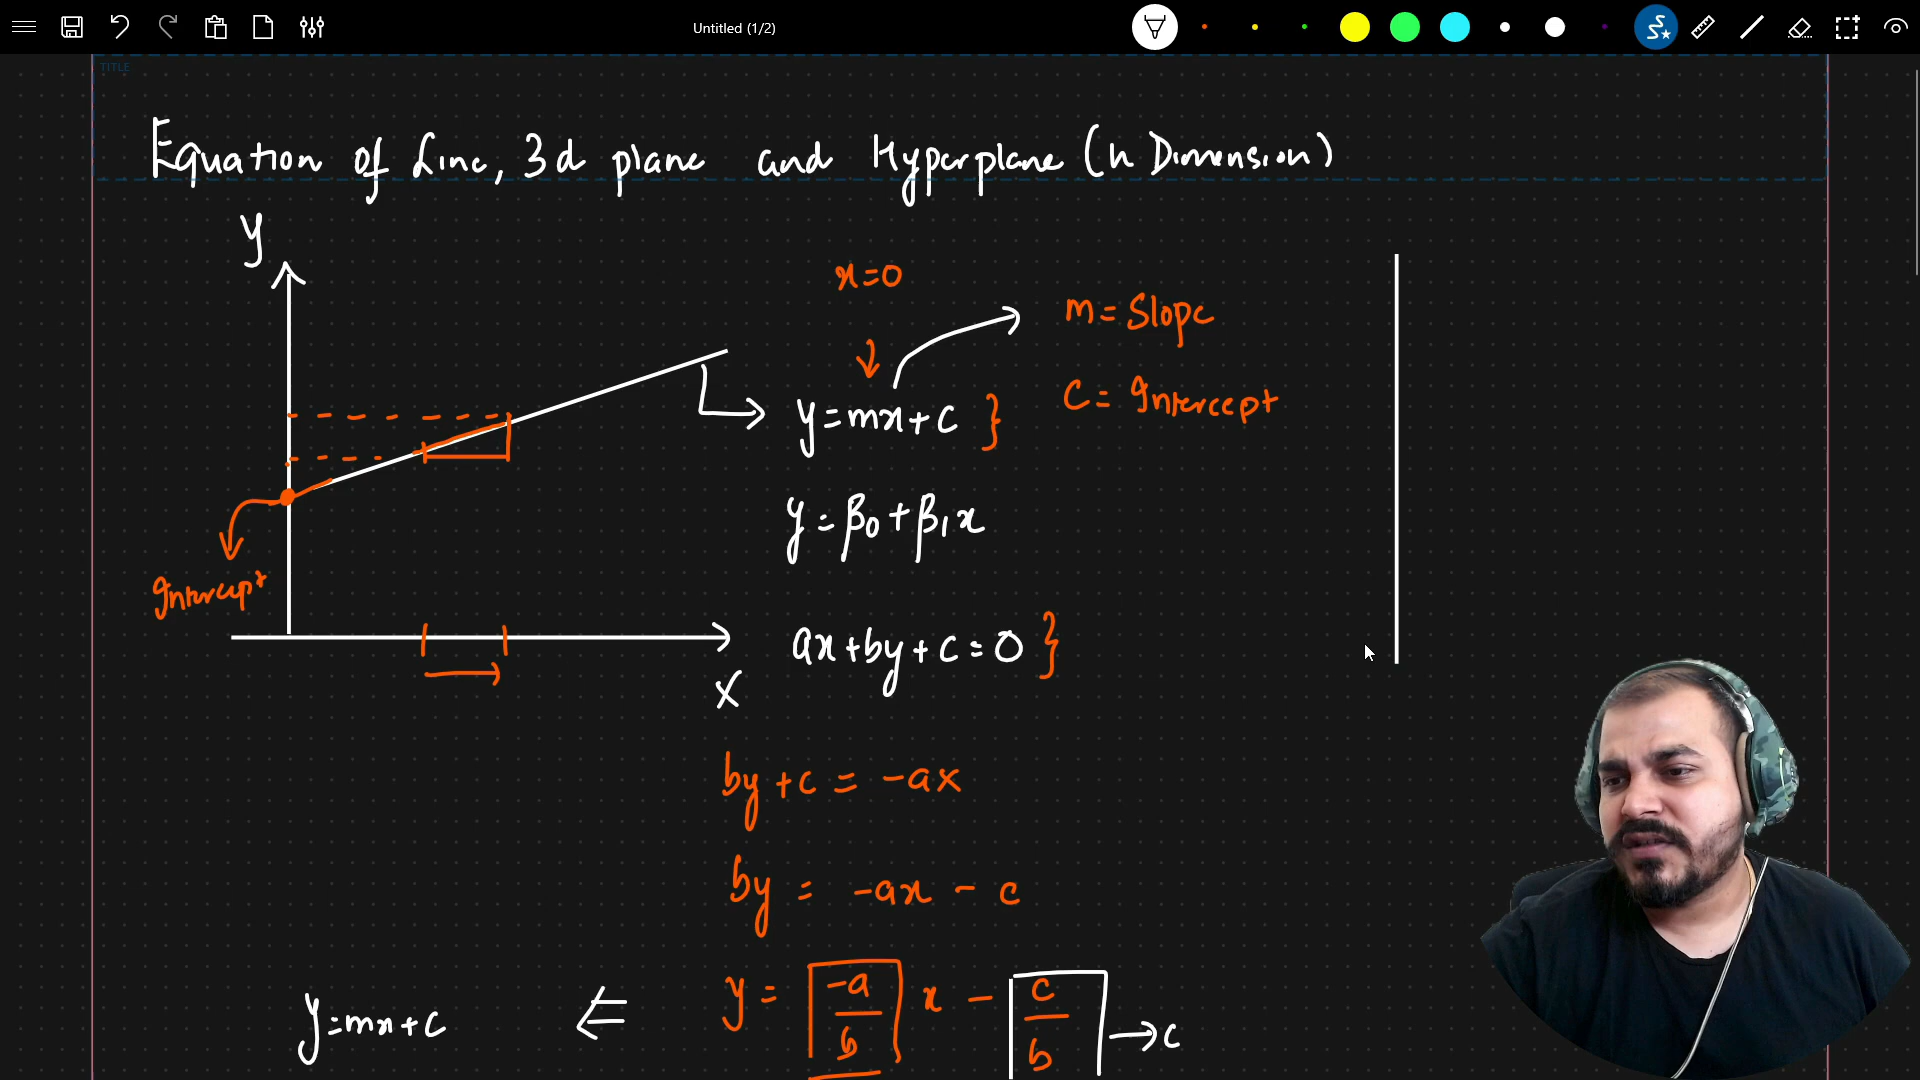 Untitled (1/2)
TITLE
Equation of Line, 3d plane and Hyperplane (n Dimension)
y
x=0
m= Slope
y=mx+c }
c= Intercept
y=β₀+β₁x
Intercept
ax+by+c=0 }
X
by+c = -ax
by = -ax - c
y = -a/b x - c/b → c
y=mx+c ⇐